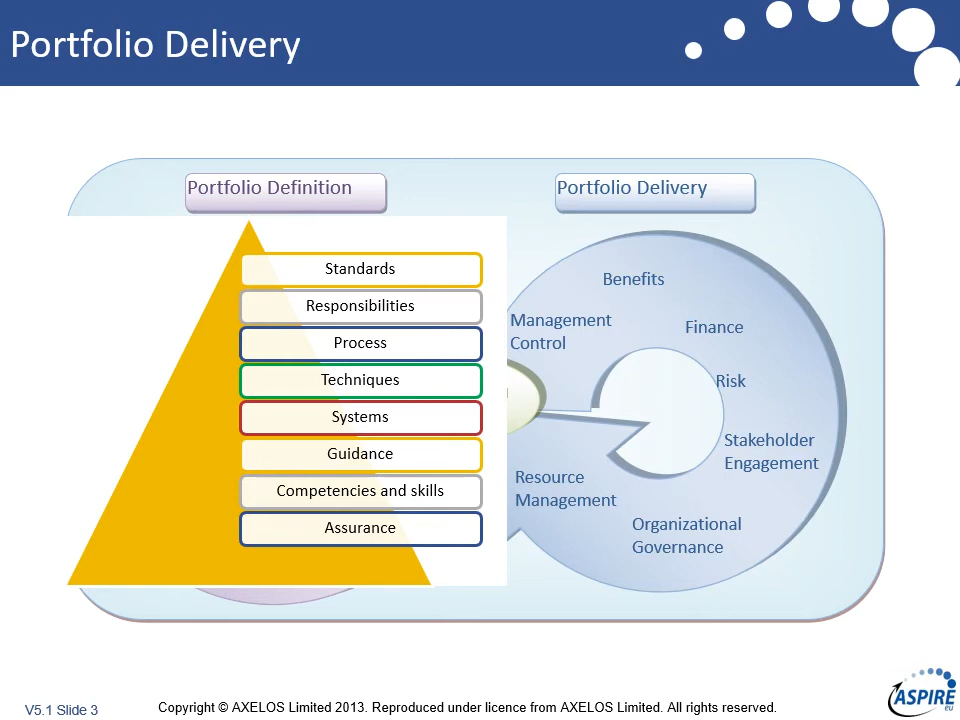 Portfolio Delivery
Portfolio Definition
Portfolio Delivery
Standards
Responsibilities
Process
Techniques
Systems
Guidance
Competencies and skills
Assurance
Benefits
Management
Control
Finance
Risk
Stakeholder
Engagement
Resource
Management
Organizational
Governance
V5.1 Slide 3
Copyright © AXELOS Limited 2013. Reproduced under licence from AXELOS Limited. All rights reserved.
ASPIRE
eu